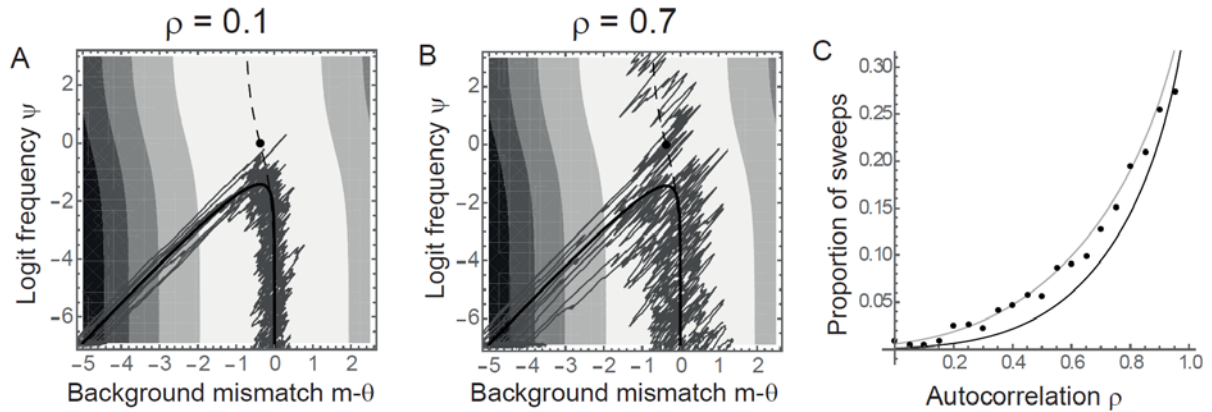 ρ = 0.1
ρ = 0.7
A
B
C
2
0
-2
-4
-6
Logit frequency ψ
-5 -4 -3 -2 -1 0 1 2
Background mismatch m-θ
2
0
-2
-4
-6
Logit frequency ψ
-5 -4 -3 -2 -1 0 1 2
Background mismatch m-θ
0.30
0.25
0.20
0.15
0.10
0.05
Proportion of sweeps
0.2 0.4 0.6 0.8 1.0
Autocorrelation ρ